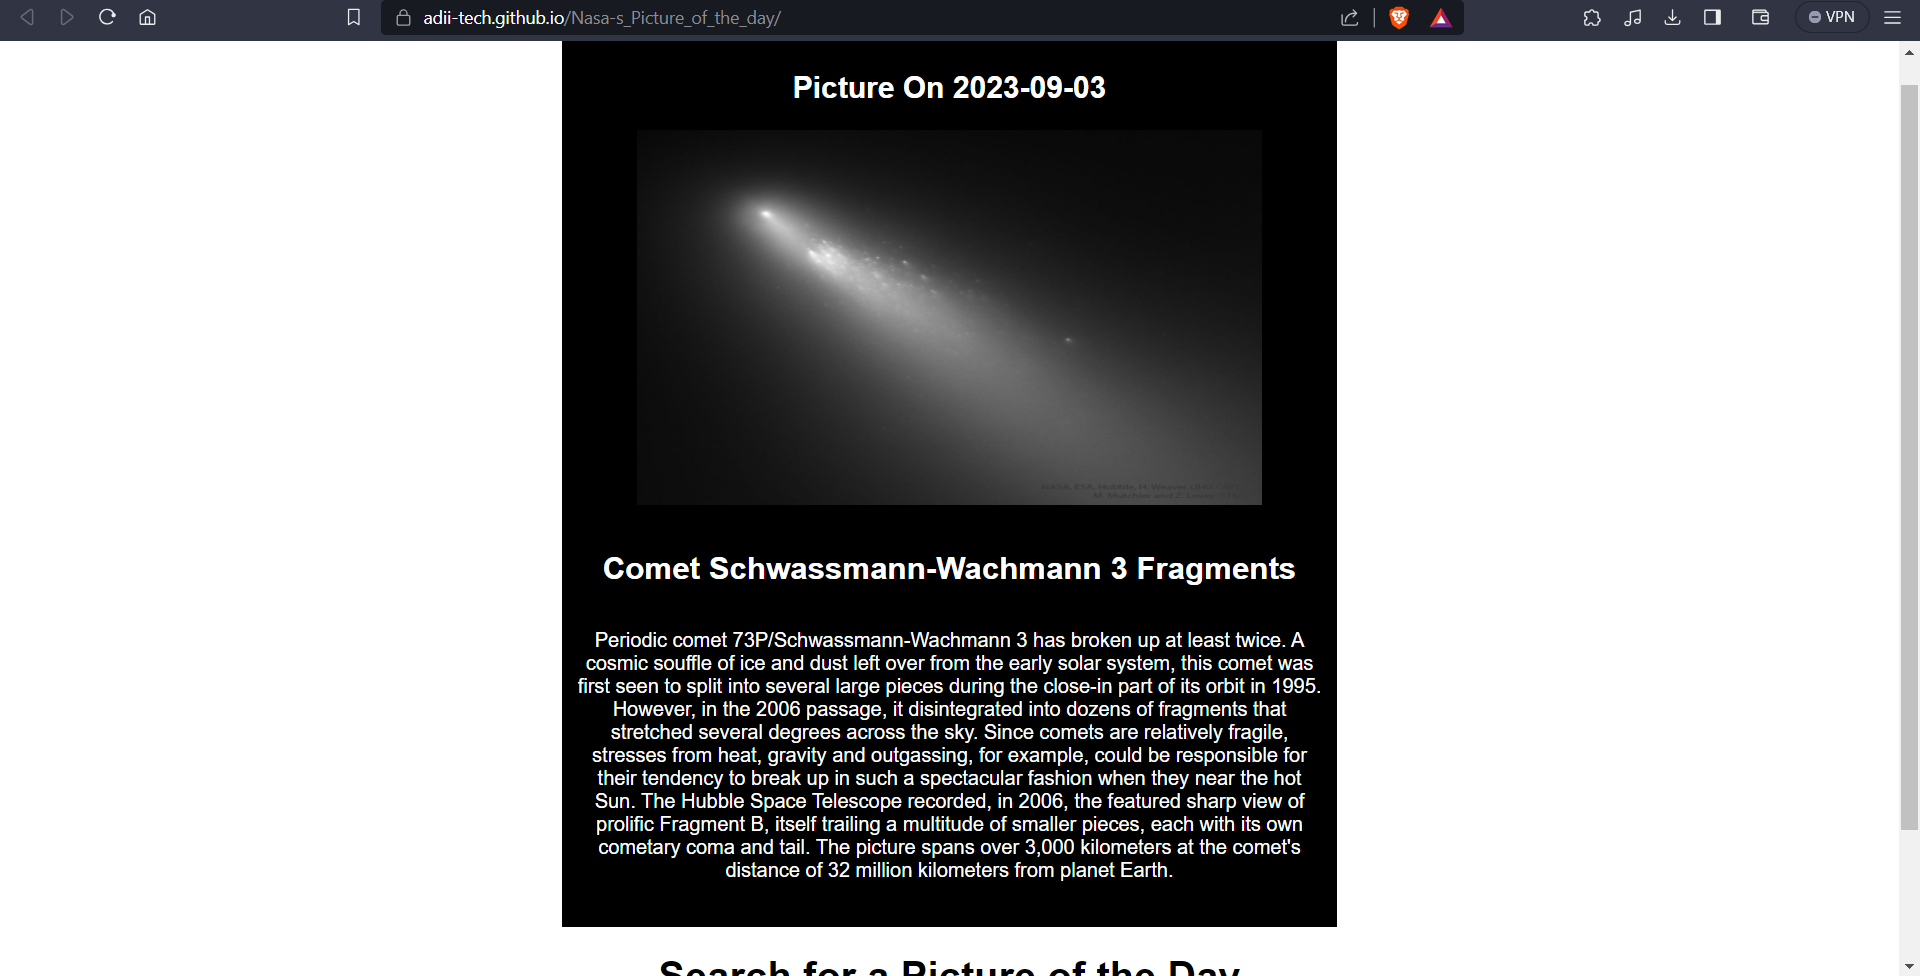 adii-tech.github.io/Nasa-s_Picture_of_the_day/
VPN
Picture On 2023-09-03
NASA, ESA, Hubble, H. Weaver
M. Mutchler and Z.
Comet Schwassmann-Wachmann 3 Fragments
Periodic comet 73P/Schwassmann-Wachmann 3 has broken up at least twice. A
cosmic souffle of ice and dust left over from the early solar system, this comet was
first seen to split into several large pieces during the close-in part of its orbit in 1995.
However, in the 2006 passage, it disintegrated into dozens of fragments that
stretched several degrees across the sky. Since comets are relatively fragile,
stresses from heat, gravity and outgassing, for example, could be responsible for
their tendency to break up in such a spectacular fashion when they near the hot
Sun. The Hubble Space Telescope recorded, in 2006, the featured sharp view of
prolific Fragment B, itself trailing a multitude of smaller pieces, each with its own
cometary coma and tail. The picture spans over 3,000 kilometers at the comet's
distance of 32 million kilometers from planet Earth.
Search for a Picture of the Day